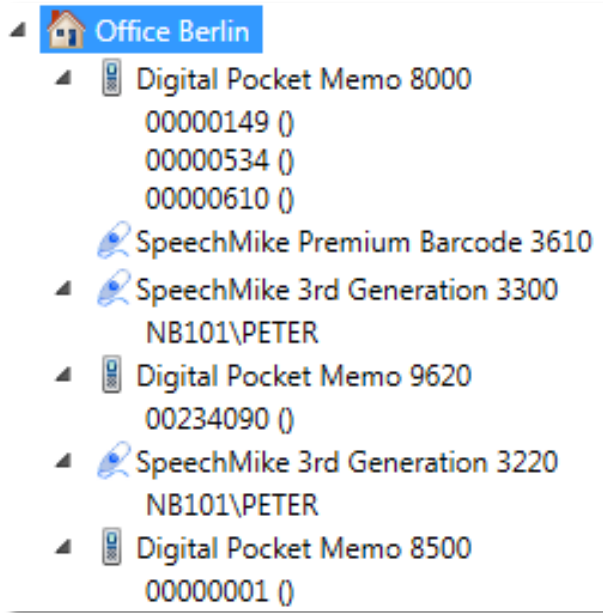 Office Berlin
Digital Pocket Memo 8000
00000149 ()
00000534 ()
00000610 ()
SpeechMike Premium Barcode 3610
SpeechMike 3rd Generation 3300
NB101\PETER
Digital Pocket Memo 9620
00234090 ()
SpeechMike 3rd Generation 3220
NB101\PETER
Digital Pocket Memo 8500
00000001 ()